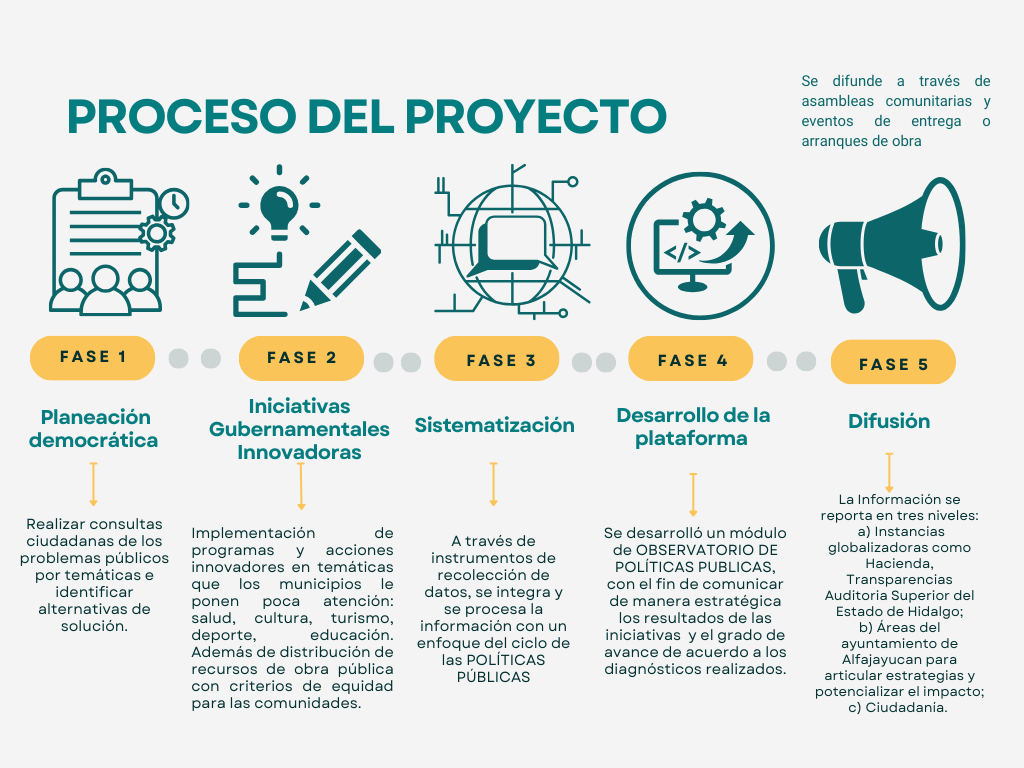 Se difunde a través de
asambleas comunitarias y
eventos de entrega o
arranques de obra
PROCESO DEL PROYECTO
</>
FASE 1
FASE 2
FASE 3
FASE 4
FASE 5
Planeación
democrática
Iniciativas
Gubernamentales
Innovadoras
Sistematización
Desarrollo de la
plataforma
Difusión
Realizar consultas
ciudadanas de los
problemas públicos
por temáticas e
identificar
alternativas de
solución.
Implementación de
programas y acciones
innovadores en temáticas
que los municipios le
ponen poca atención:
salud, cultura, turismo,
deporte, educación.
Además de distribución de
recursos de obra pública
con criterios de equidad
para las comunidades.
A través de
instrumentos de
recolección de
datos, se integra y
se procesa la
información con un
enfoque del ciclo de
las POLÍTICAS
PÚBLICAS
Se desarrolló un módulo
de OBSERVATORIO DE
POLÍTICAS PUBLICAS,
con el fin de comunicar
de manera estratégica
los resultados de las
iniciativas y el grado de
avance de acuerdo a los
diagnósticos realizados.
La Información se
reporta en tres niveles:
a) Instancias
globalizadoras como
Hacienda,
Transparencias
Auditoria Superior del
Estado de Hidalgo;
b) Áreas del
ayuntamiento de
Alfajayucan para
articular estrategias y
potencializar el impacto;
c) Ciudadanía.